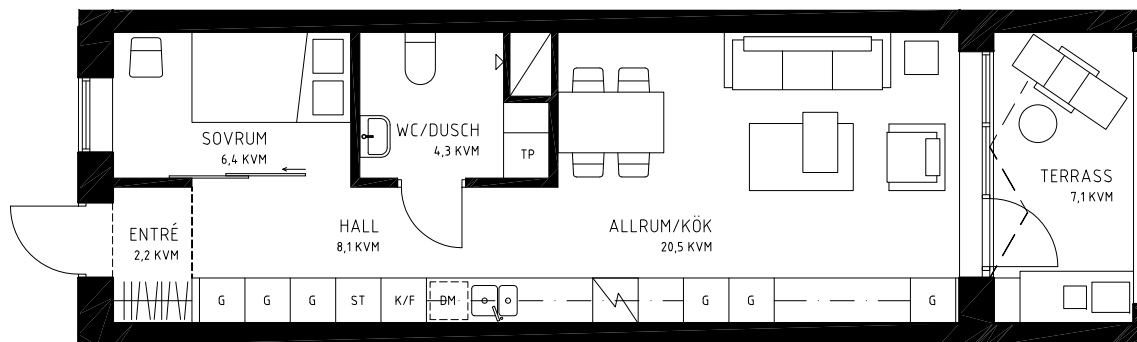 SOVRUM
6,4 KVM
WC/DUSCH
4,3 KVM
TP
TERRASS
7,1 KVM
ENTRÉ
2,2 KVM
HALL
8,1 KVM
ALLRUM/KÖK
20,5 KVM
G G G ST K/F DM G G G